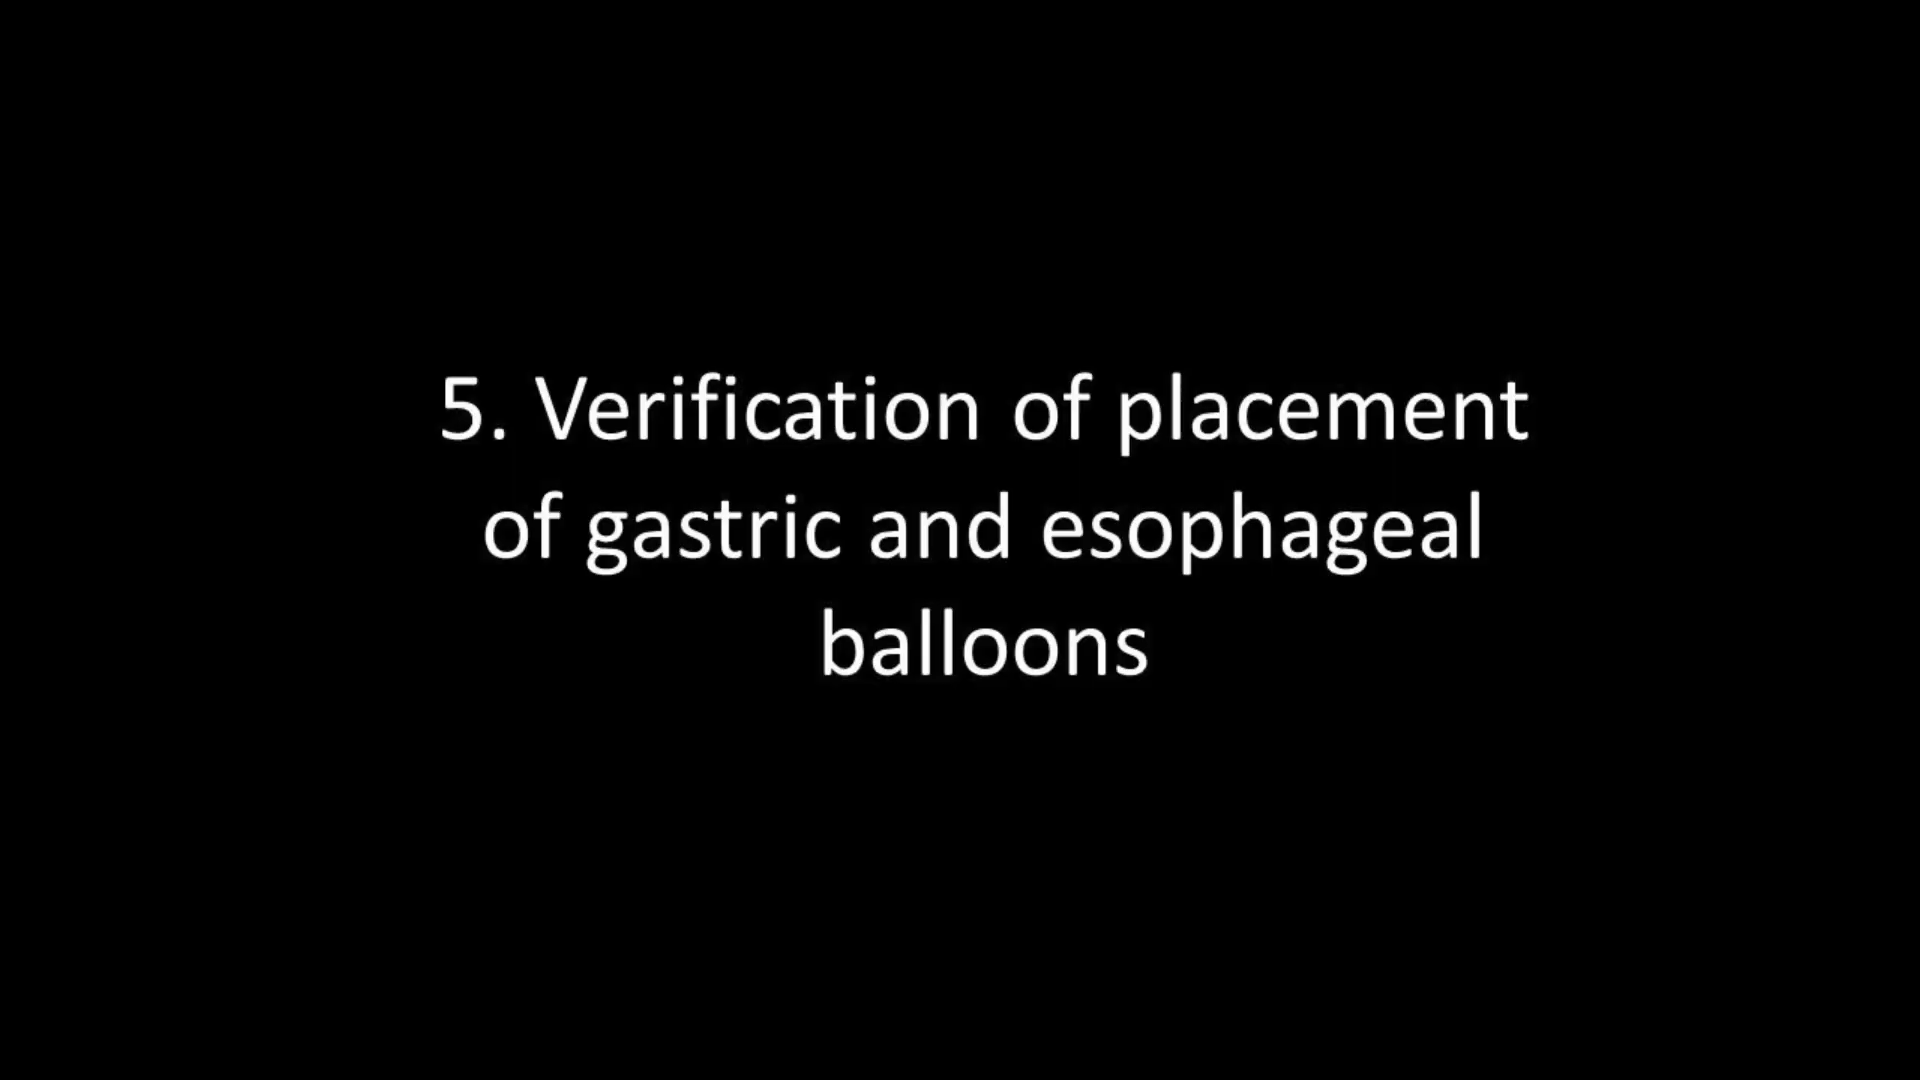 5. Verification of placement
of gastric and esophageal
balloons